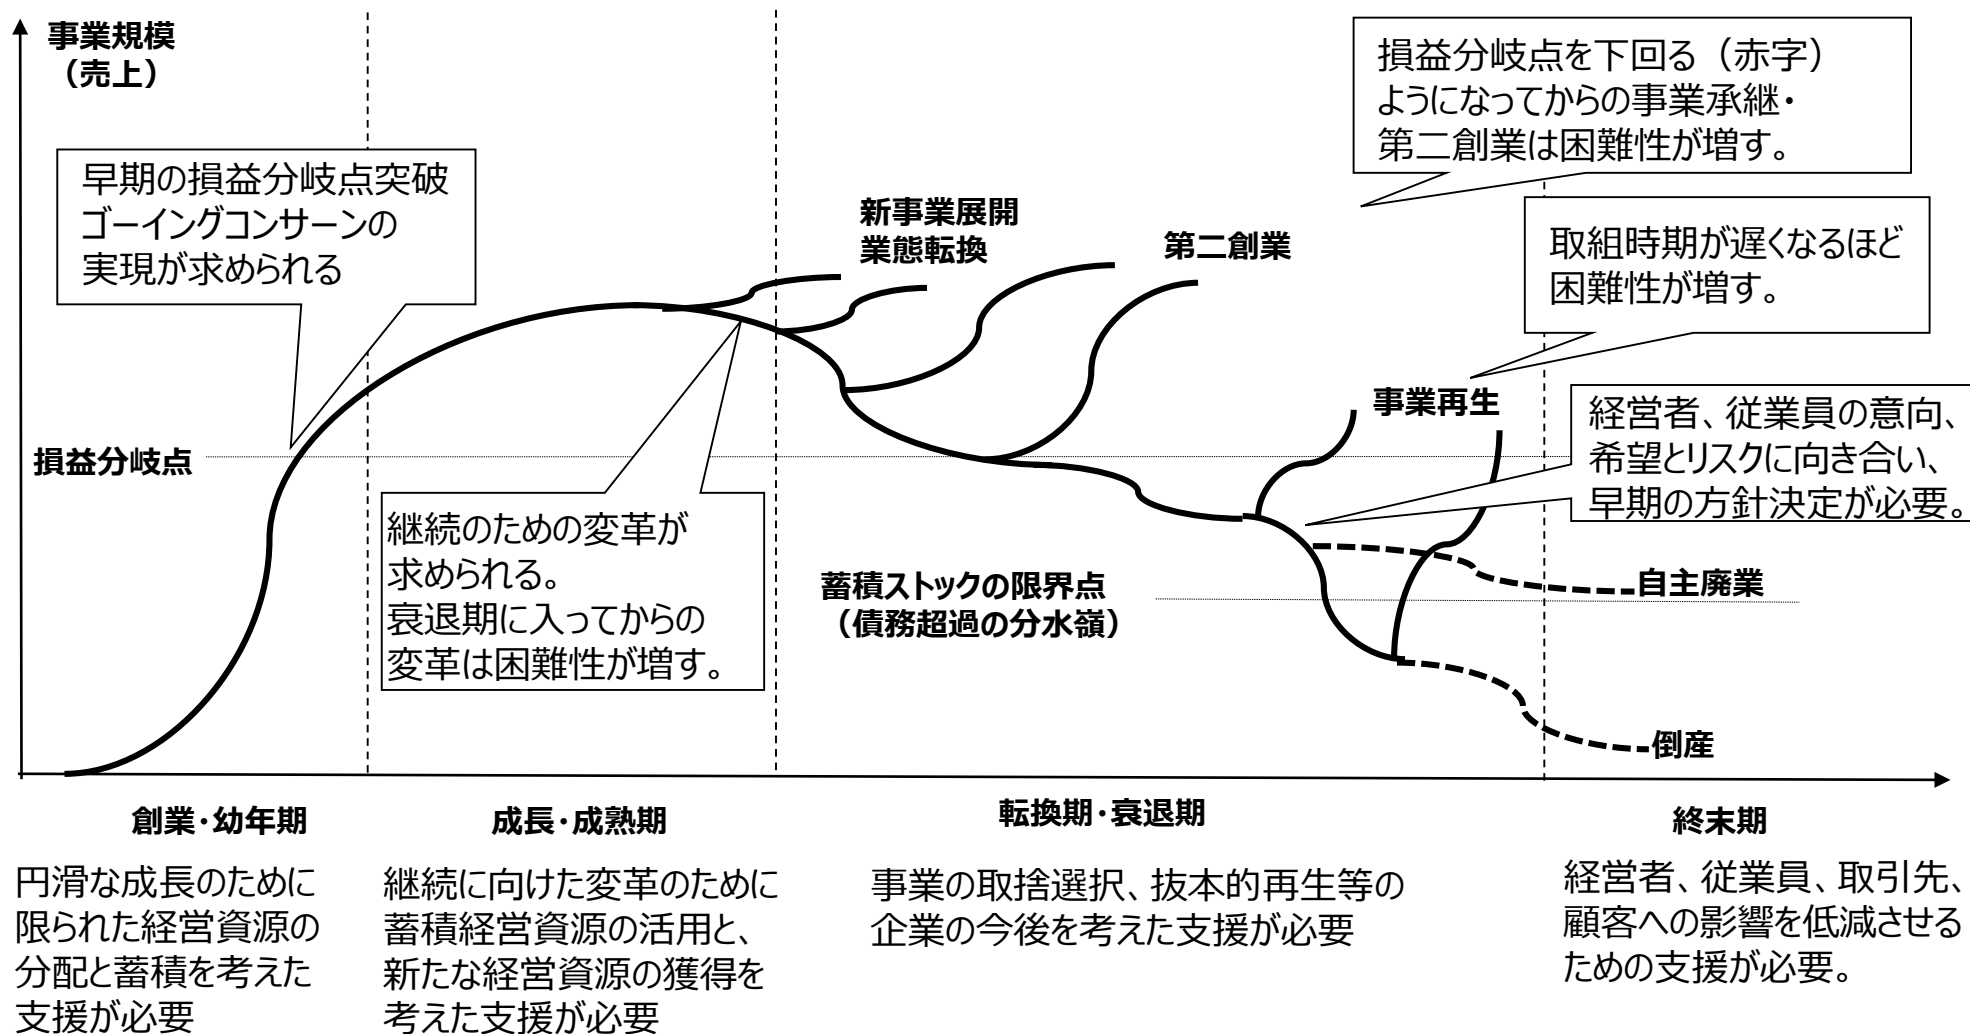 事業規模
（売上）
損益分岐点を下回る（赤字）
ようになってからの事業承継・
第二創業は困難性が増す。
早期の損益分岐点突破
ゴーイングコンサーンの
実現が求められる
新事業展開
業態転換
第二創業
取組時期が遅くなるほど
困難性が増す。
事業再生
経営者、従業員の意向、
希望とリスクに向き合い、
早期の方針決定が必要。
損益分岐点
継続のための変革が
求められる。
衰退期に入ってからの
変革は困難性が増す。
蓄積ストックの限界点
（債務超過の分水嶺）
自主廃業
倒産
創業・幼年期
成長・成熟期
転換期・衰退期
終末期
円滑な成長のために
限られた経営資源の
分配と蓄積を考えた
支援が必要
継続に向けた変革のために
蓄積経営資源の活用と、
新たな経営資源の獲得を
考えた支援が必要
事業の取捨選択、抜本的再生等の
企業の今後を考えた支援が必要
経営者、従業員、取引先、
顧客への影響を低減させる
ための支援が必要。